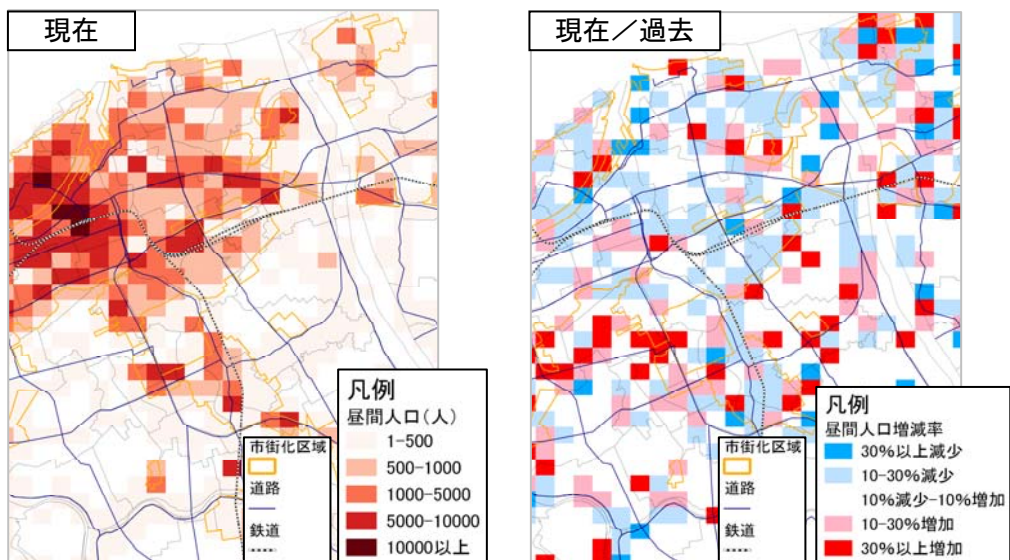 現在
凡例
昼間人口(人)
1-500
500-1000
1000-5000
5000-10000
10000以上
市街化区域
道路
鉄道
現在／過去
凡例
昼間人口増減率
30%以上減少
10-30%減少
10%減少-10%増加
10-30%増加
30%以上増加
市街化区域
道路
鉄道